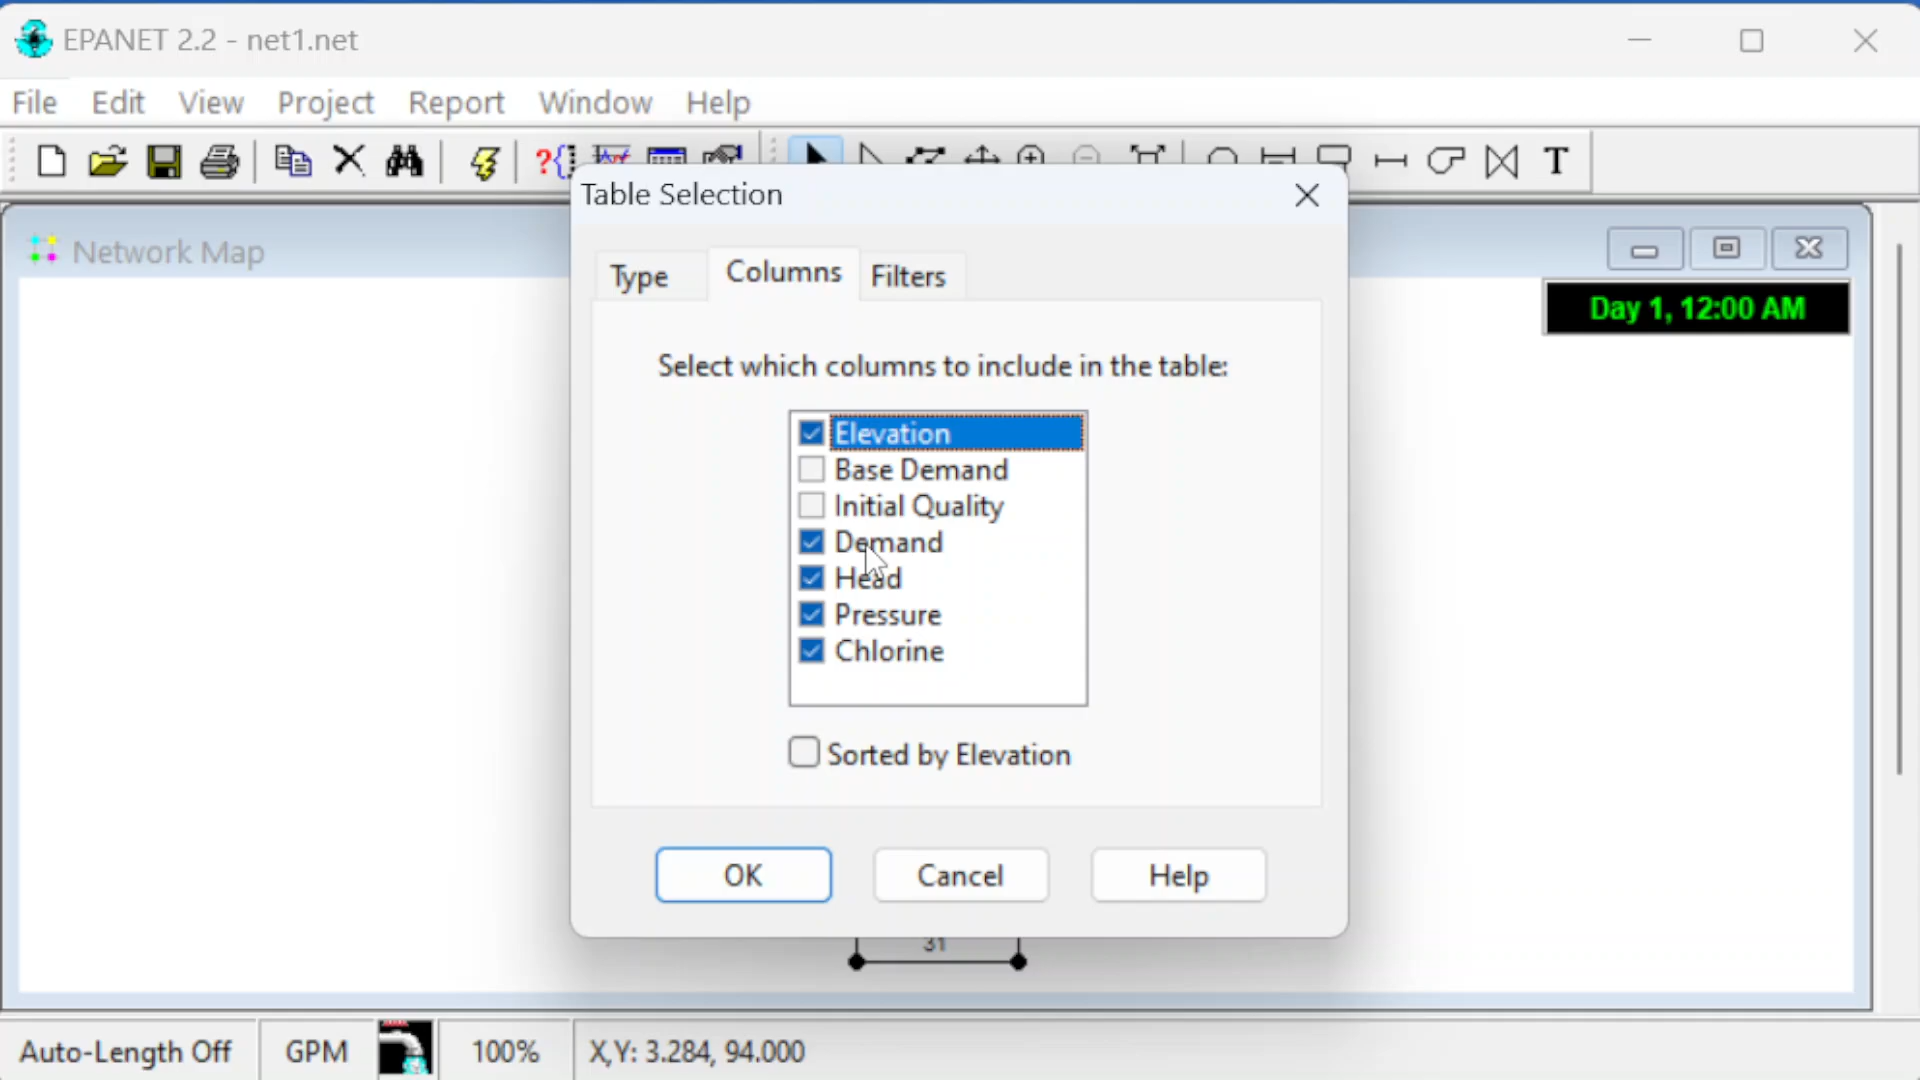 EPANET 2.2 - net1.net
File Edit View Project Report Window Help
Table Selection
Network Map
Type Columns Filters
Day 1, 12:00 AM
Select which columns to include in the table:
Elevation
Base Demand
Initial Quality
Demand
Head
Pressure
Chlorine
Sorted by Elevation
OK Cancel Help
31
Auto-Length Off GPM 100% X,Y: 3.284, 94.000